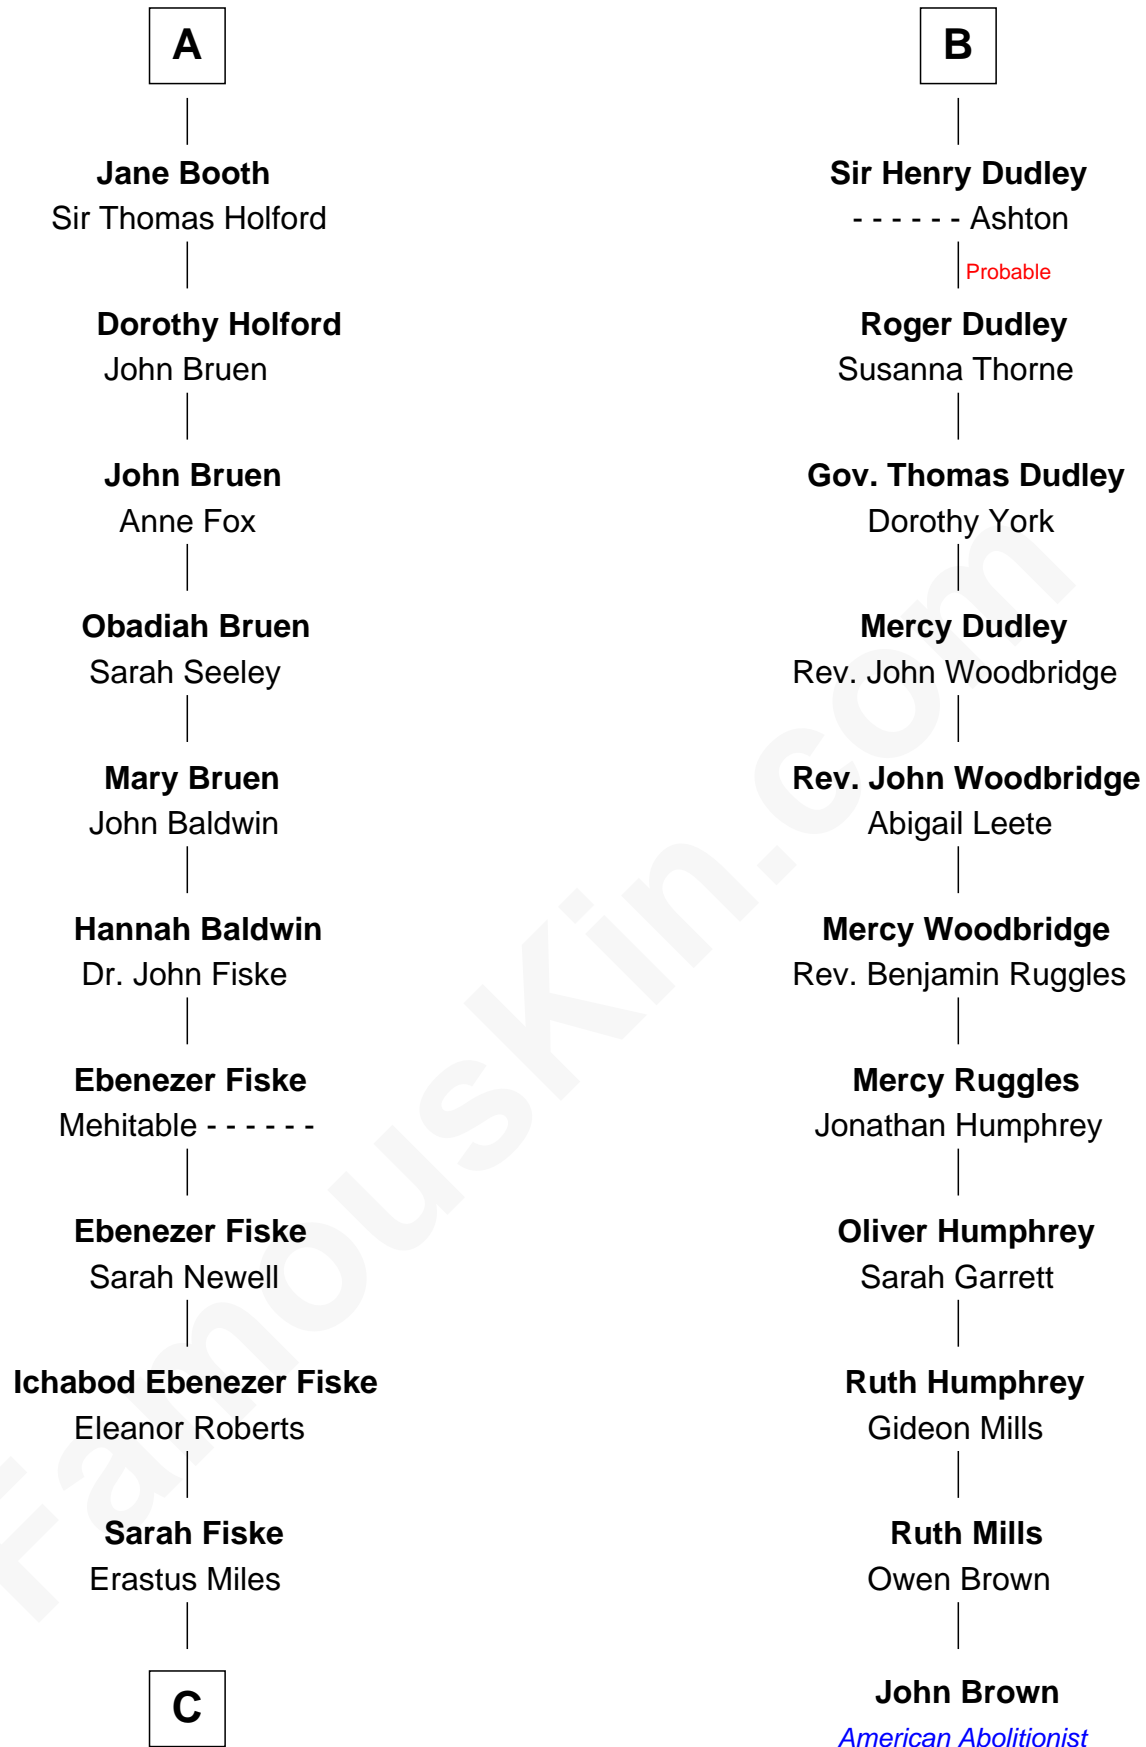 A
Jane Booth
Sir Thomas Holford
Dorothy Holford
John Bruen
John Bruen
Anne Fox
Obadiah Bruen
Sarah Seeley
Mary Bruen
John Baldwin
Hannah Baldwin
Dr. John Fiske
Ebenezer Fiske
Mehitable - - - - - -
Ebenezer Fiske
Sarah Newell
Ichabod Ebenezer Fiske
Eleanor Roberts
Sarah Fiske
Erastus Miles
C
B
Sir Henry Dudley
- - - - - - Ashton
Probable
Roger Dudley
Susanna Thorne
Gov. Thomas Dudley
Dorothy York
Mercy Dudley
Rev. John Woodbridge
Rev. John Woodbridge
Abigail Leete
Mercy Woodbridge
Rev. Benjamin Ruggles
Mercy Ruggles
Jonathan Humphrey
Oliver Humphrey
Sarah Garrett
Ruth Humphrey
Gideon Mills
Ruth Mills
Owen Brown
John Brown
American Abolitionist
FamousKin.com